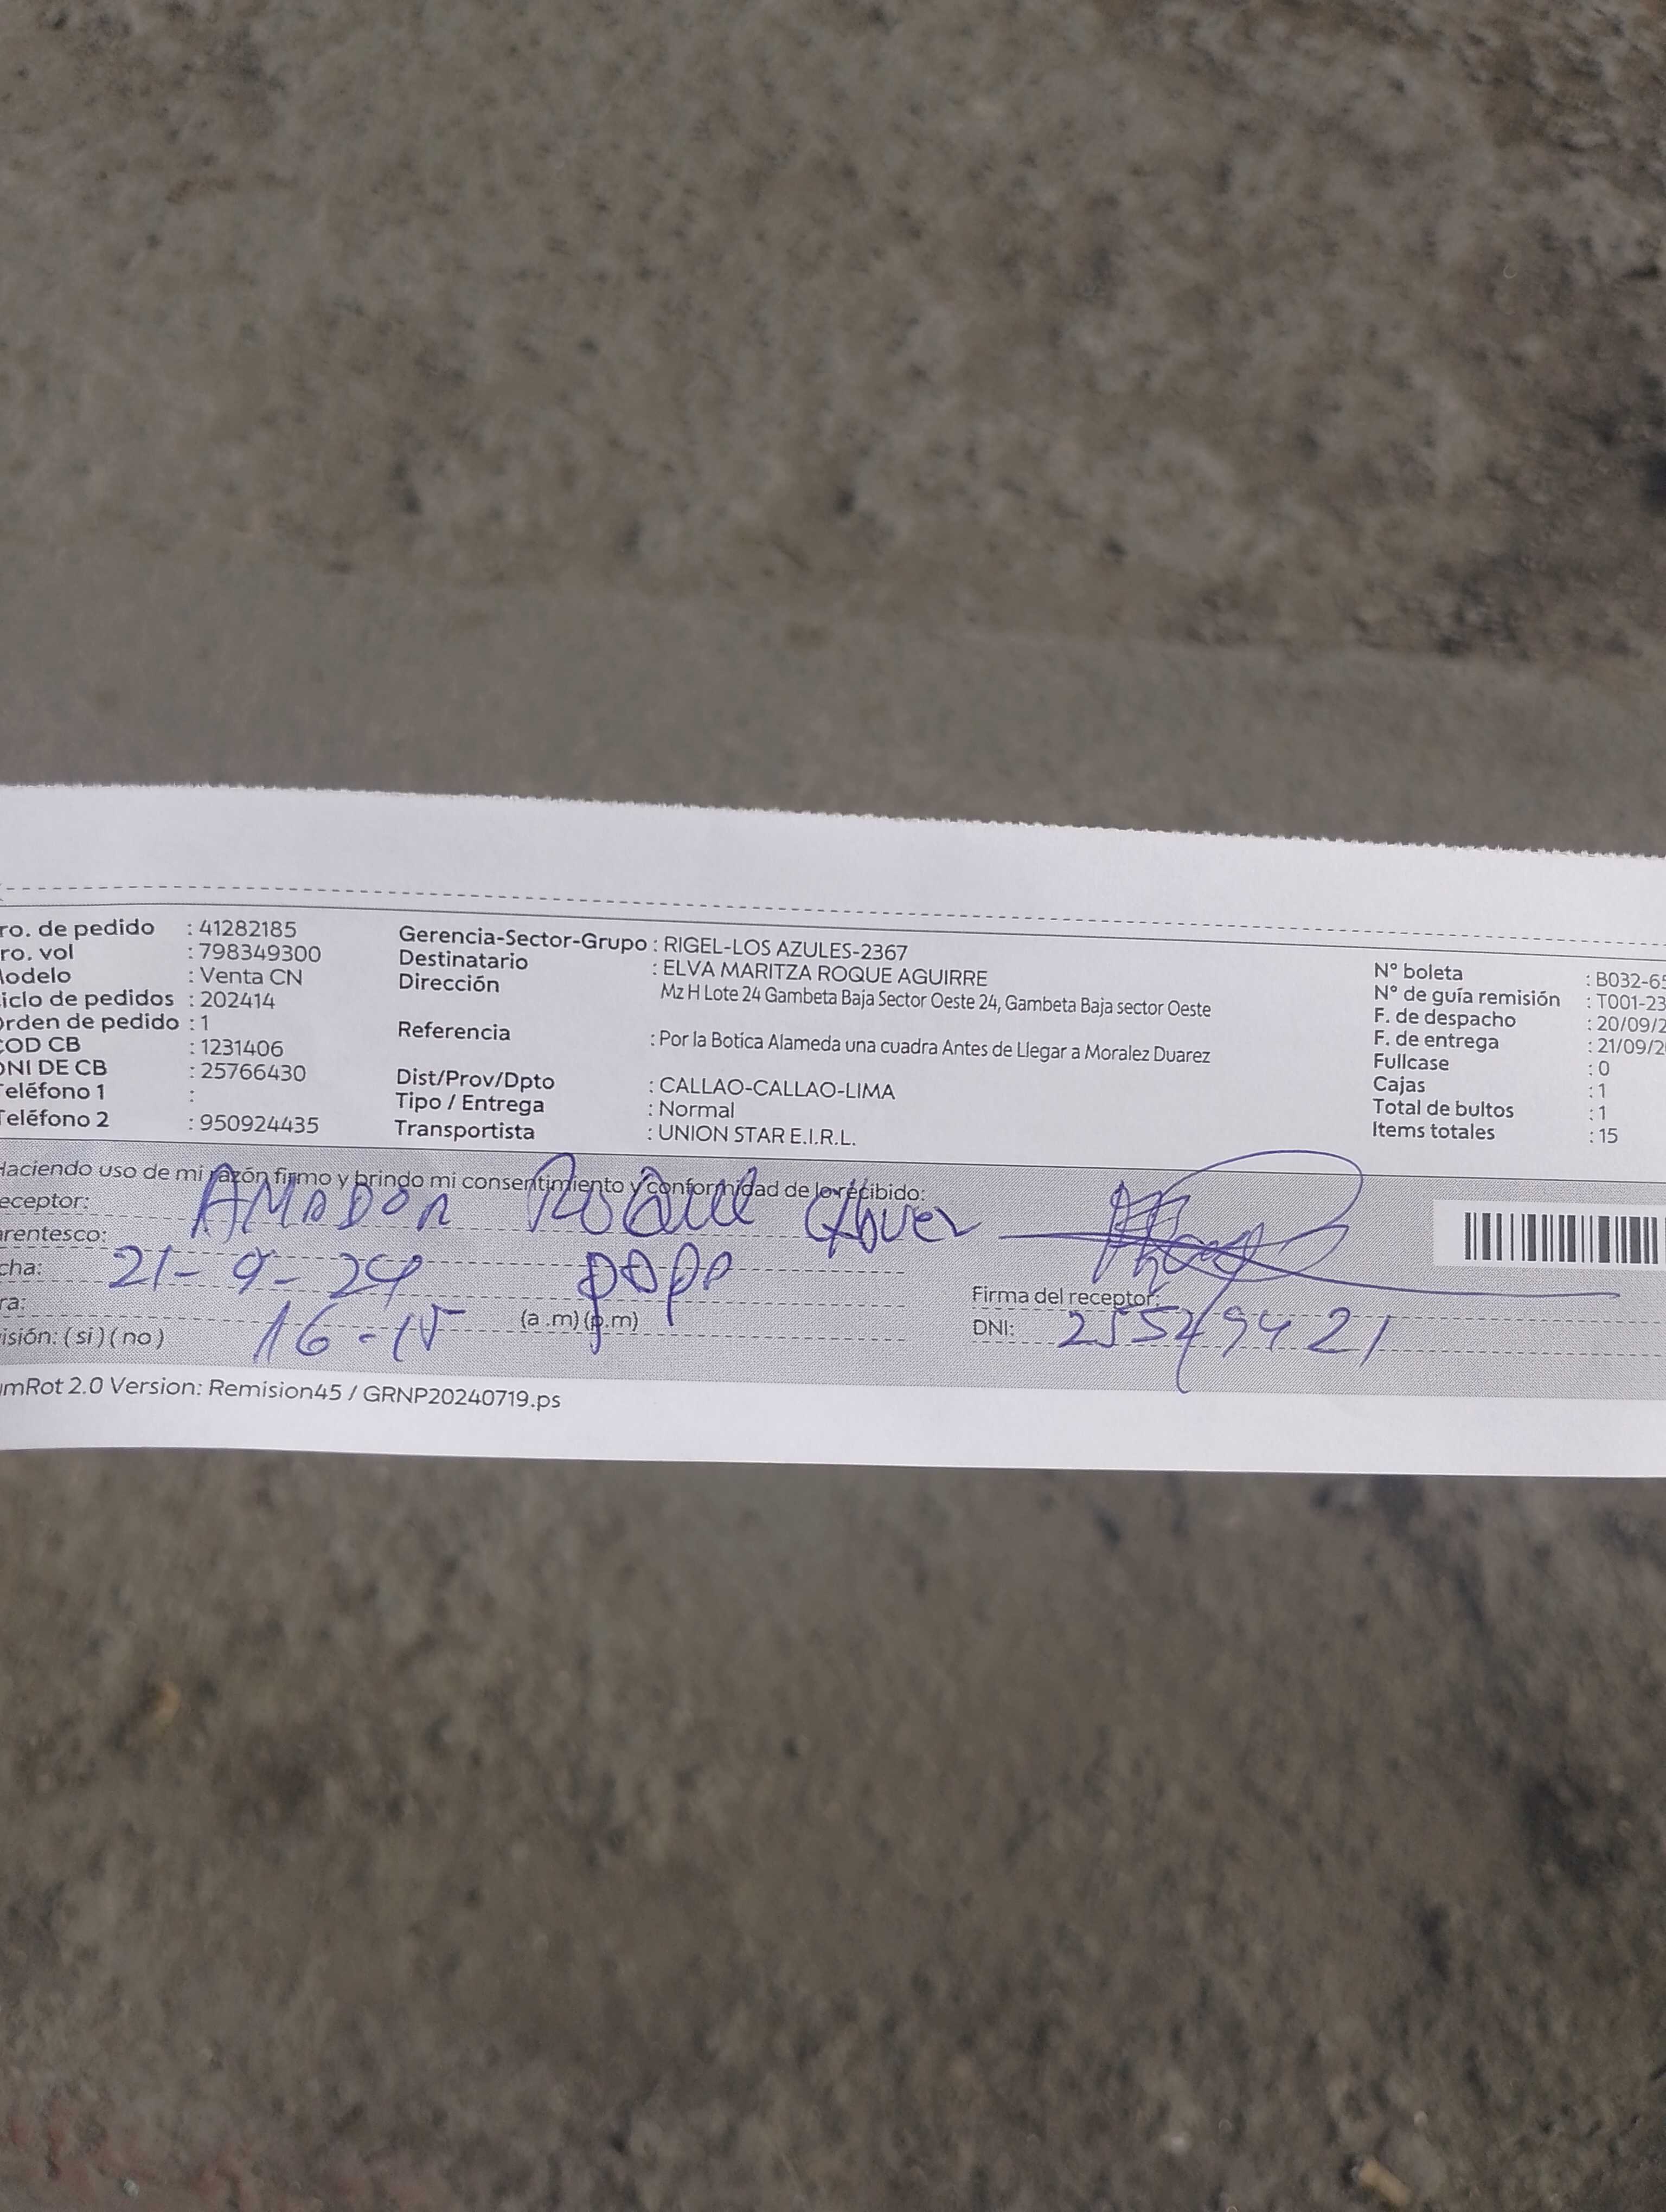 ro. de pedido : 41282185
ro. vol : 798349300
odelo : Venta CN
iclo de pedidos : 202414
rden de pedido : 1
COD CB : 1231406
DNI DE CB : 25766430
Teléfono 1 :
Teléfono 2 : 950924435
Gerencia-Sector-Grupo : RIGEL-LOS AZULES-2367
Destinatario : ELVA MARITZA ROQUE AGUIRRE
Dirección Mz H Lote 24 Gambeta Baja Sector Oeste 24, Gambeta Baja sector Oeste
Referencia : Por la Botica Alameda una cuadra Antes de Llegar a Moralez Duarez
Dist/Prov/Dpto : CALLAO-CALLAO-LIMA
Tipo / Entrega : Normal
Transportista : UNION STAR E.I.R.L.
N° boleta : B032-65
N° de guía remisión : T001-23
F. de despacho : 20/09/2
F. de entrega : 21/09/2
Fullcase : 0
Cajas : 1
Total de bultos : 1
Items totales : 15
Haciendo uso de mi razón firmo y brindo mi consentimiento y conformidad de lo recibido:
eceptor: AMADOR ROQUE
arentesco: papa
cha: 21-9-24
ra: 16-15 (a.m) (p.m)
isión: ( si ) ( no )
Firma del receptor:
DNI: 25549421
mRot 2.0 Version: Remision45 / GRNP20240719.ps